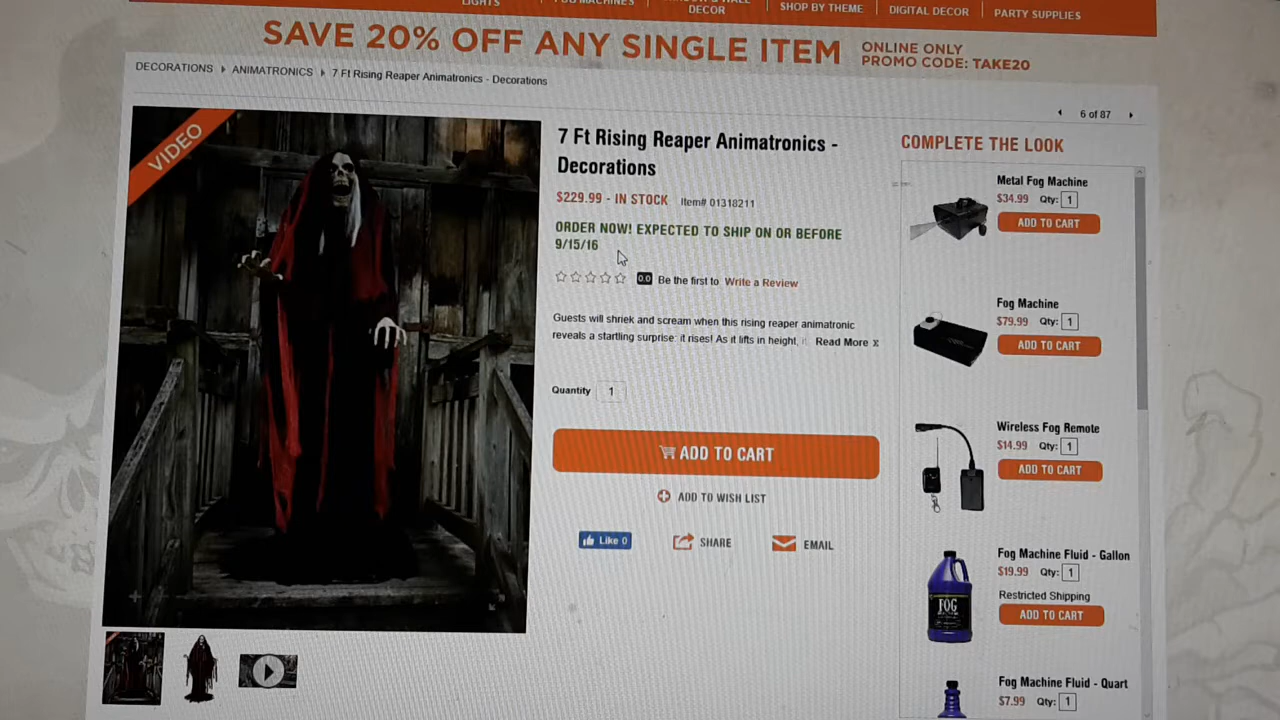 LIGHTS
FOG MACHINES
DECOR
SHOP BY THEME
DIGITAL DECOR
PARTY SUPPLIES
SAVE 20% OFF ANY SINGLE ITEM
ONLINE ONLY
PROMO CODE: TAKE20
DECORATIONS ▸ ANIMATRONICS ▸ 7 Ft Rising Reaper Animatronics - Decorations
6 of 87
VIDEO
7 Ft Rising Reaper Animatronics -
Decorations
$229.99 - IN STOCK Item# 01318211
ORDER NOW! EXPECTED TO SHIP ON OR BEFORE
9/15/16
0.0 Be the first to Write a Review
Guests will shriek and scream when this rising reaper animatronic
reveals a startling surprise: it rises! As it lifts in height, Read More
Quantity 1
ADD TO CART
ADD TO WISH LIST
Like 0
SHARE
EMAIL
COMPLETE THE LOOK
Metal Fog Machine
$34.99 Qty: 1
ADD TO CART
Fog Machine
$79.99 Qty: 1
ADD TO CART
Wireless Fog Remote
$14.99 Qty: 1
ADD TO CART
Fog Machine Fluid - Gallon
$19.99 Qty: 1
Restricted Shipping
ADD TO CART
FOG
Fog Machine Fluid - Quart
$7.99 Qty: 1